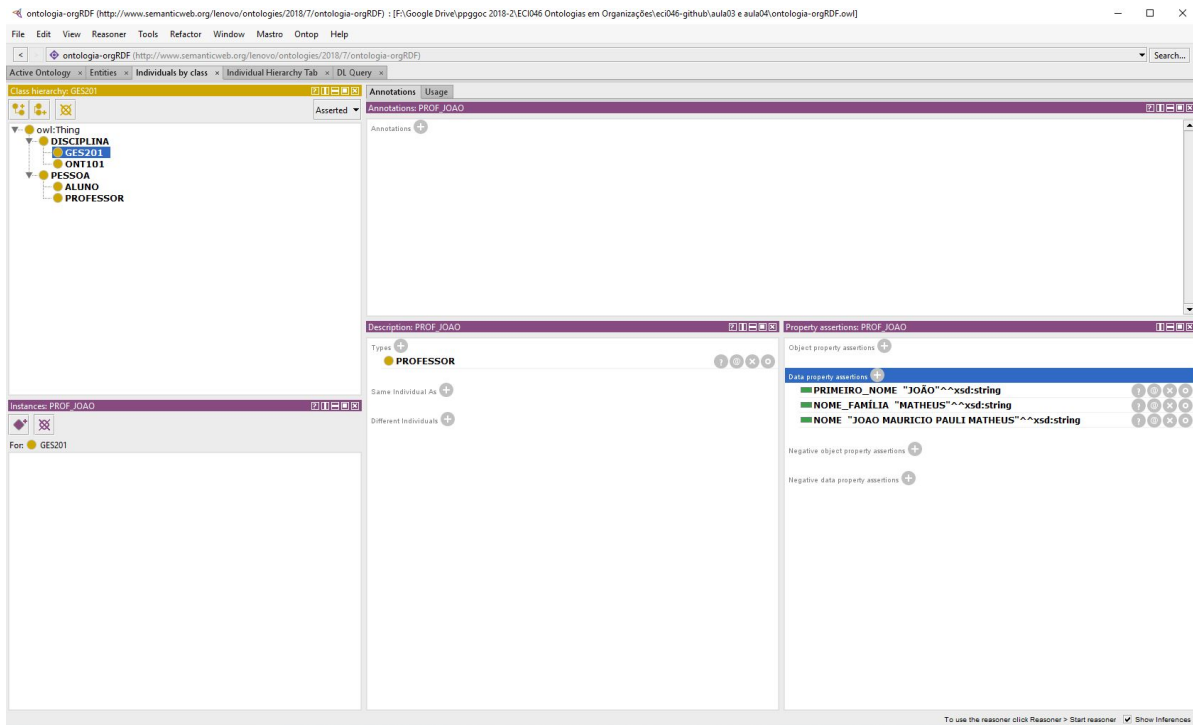 ontologia-orgRDF (http://www.semanticweb.org/lenovo/ontologies/2018/7/ontologia-orgRDF) : [F:\Google Drive\ppggoc 2018-2\ECI046 Ontologias em Organizações\eci046-github\aula03 e aula04\ontologia-orgRDF.owl]
File Edit View Reasoner Tools Refactor Window Mastro Ontop Help
< ontologia-orgRDF (http://www.semanticweb.org/lenovo/ontologies/2018/7/ontologia-orgRDF) Search...
Active Ontology × Entities × Individuals by class × Individual Hierarchy Tab × DL Query ×
Class hierarchy: GES201
Asserted
owl:Thing
DISCIPLINA
GES201
ONT101
PESSOA
ALUNO
PROFESSOR
Instances: PROF_JOAO
For: GES201
Annotations Usage
Annotations: PROF_JOAO
Annotations
Description: PROF_JOAO
Types
PROFESSOR
Same Individual As
Different Individuals
Property assertions: PROF_JOAO
Object property assertions
Data property assertions
PRIMEIRO_NOME "JOÃO"^^xsd:string
NOME_FAMÍLIA "MATHEUS"^^xsd:string
NOME "JOAO MAURICIO PAULI MATHEUS"^^xsd:string
Negative object property assertions
Negative data property assertions
To use the reasoner click Reasoner > Start reasoner Show Inferences